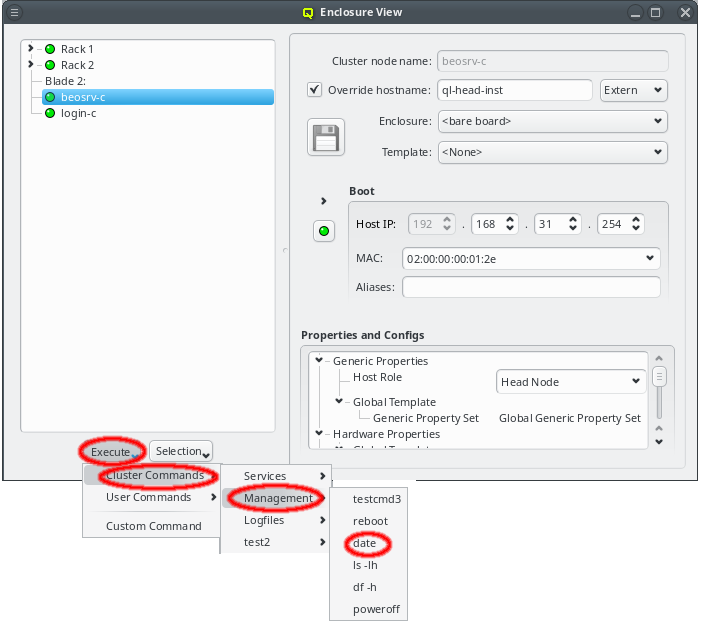 Enclosure View
Rack 1
Rack 2
Blade 2:
beosrv-c
login-c
Cluster node name: beosrv-c
Override hostname: ql-head-inst Extern
Enclosure: <bare board>
Template: <None>
Boot
Host IP: 192 . 168 . 31 . 254
MAC: 02:00:00:00:01:2e
Aliases:
Properties and Configs
Generic Properties
Host Role Head Node
Global Template
Generic Property Set Global Generic Property Set
Hardware Properties
Execute Selection
Cluster Commands
User Commands
Custom Command
Services
Management
Logfiles
test2
testcmd3
reboot
date
ls -lh
df -h
poweroff